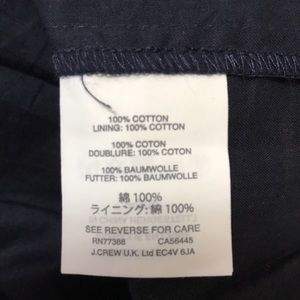 100% COTTON
LINING: 100% COTTON
100% COTON
DOUBLURE: 100% COTON
100% BAUMWOLLE
FUTTER: 100% BAUMWOLLE
綿 100%
ライニング: 綿 100%
SEE REVERSE FOR CARE
RN77388 CA56445
J.CREW U.K. Ltd EC4V 6JA